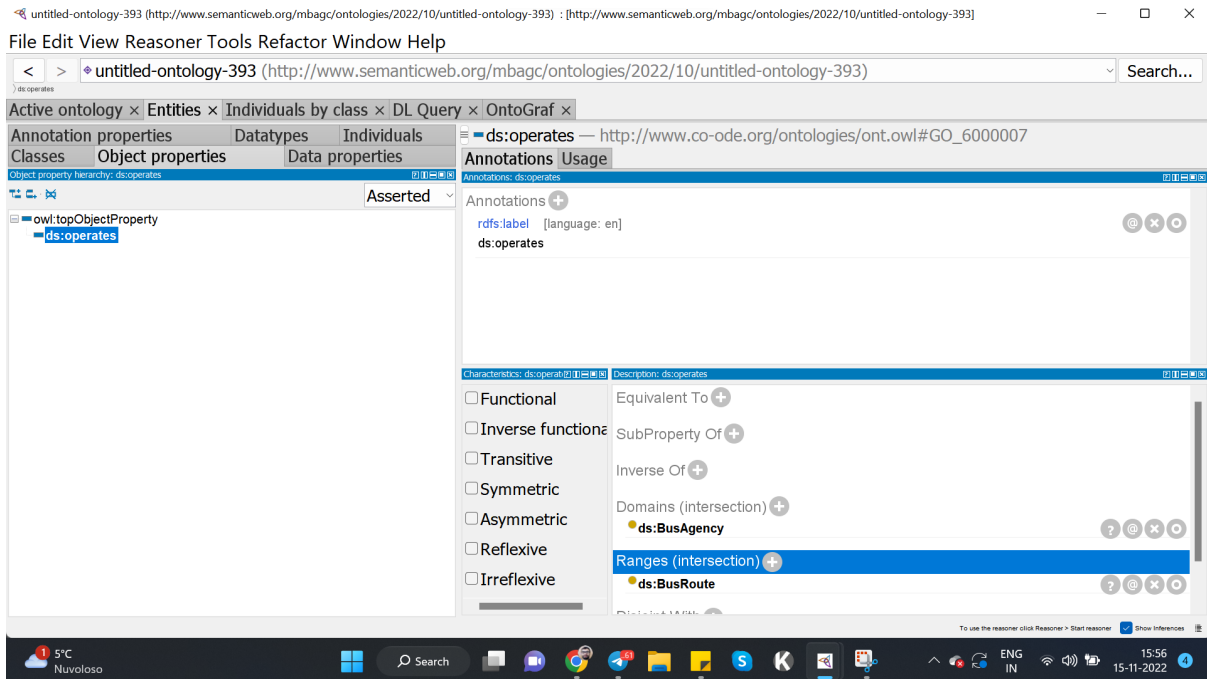 untitled-ontology-393 (http://www.semanticweb.org/mbagc/ontologies/2022/10/untitled-ontology-393) : [http://www.semanticweb.org/mbagc/ontologies/2022/10/untitled-ontology-393]
File Edit View Reasoner Tools Refactor Window Help
< > untitled-ontology-393 (http://www.semanticweb.org/mbagc/ontologies/2022/10/untitled-ontology-393) Search...
ds:operates
Active ontology × Entities × Individuals by class × DL Query × OntoGraf ×
Annotation properties Datatypes Individuals
Classes Object properties Data properties
Object property hierarchy: ds:operates
Asserted
owl:topObjectProperty
ds:operates
ds:operates — http://www.co-ode.org/ontologies/ont.owl#GO_6000007
Annotations Usage
Annotations: ds:operates
Annotations
rdfs:label [language: en]
ds:operates
Characteristics: ds:operat
Functional
Inverse functiona
Transitive
Symmetric
Asymmetric
Reflexive
Irreflexive
Description: ds:operates
Equivalent To
SubProperty Of
Inverse Of
Domains (intersection)
ds:BusAgency
Ranges (intersection)
ds:BusRoute
Disjoint With
To use the reasoner click Reasoner > Start reasoner Show Inferences
1 5°C
Nuvoloso
Search
61
ENG
IN
15:56
15-11-2022
4